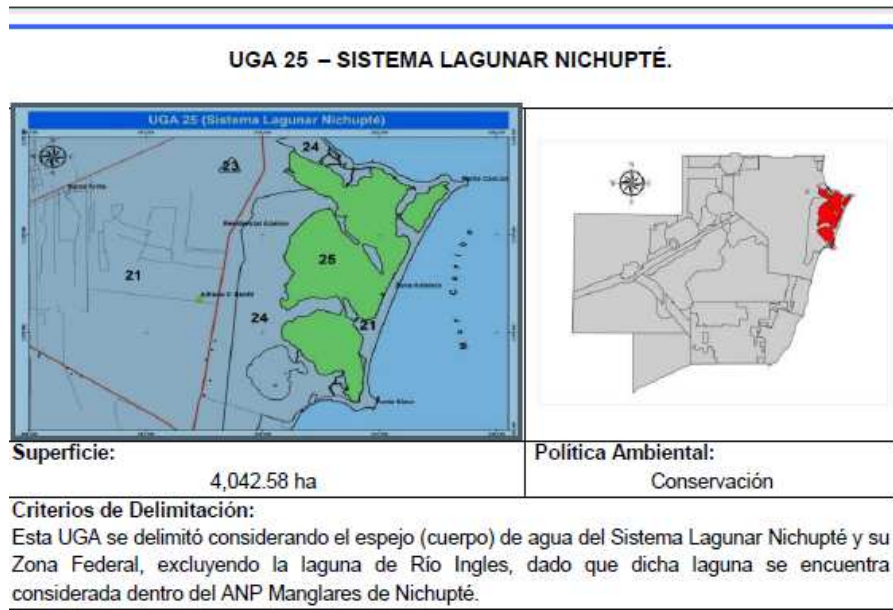 UGA 25 – SISTEMA LAGUNAR NICHUPTÉ.
UGA 25 (Sistema Lagunar Nichupté)
24
23
25
21
24
21
Mar Caribe
Superficie:
4,042.58 ha
Política Ambiental:
Conservación
Criterios de Delimitación:
Esta UGA se delimitó considerando el espejo (cuerpo) de agua del Sistema Lagunar Nichupté y su
Zona Federal, excluyendo la laguna de Río Ingles, dado que dicha laguna se encuentra
considerada dentro del ANP Manglares de Nichupté.